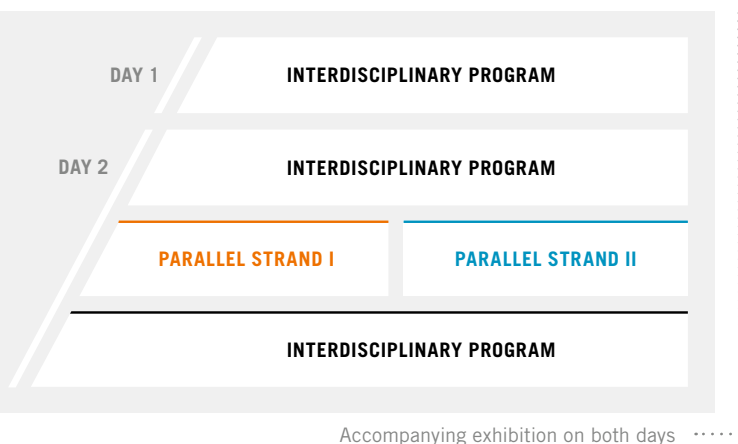 DAY 1
INTERDISCIPLINARY PROGRAM
DAY 2
INTERDISCIPLINARY PROGRAM
PARALLEL STRAND I
PARALLEL STRAND II
INTERDISCIPLINARY PROGRAM
Accompanying exhibition on both days